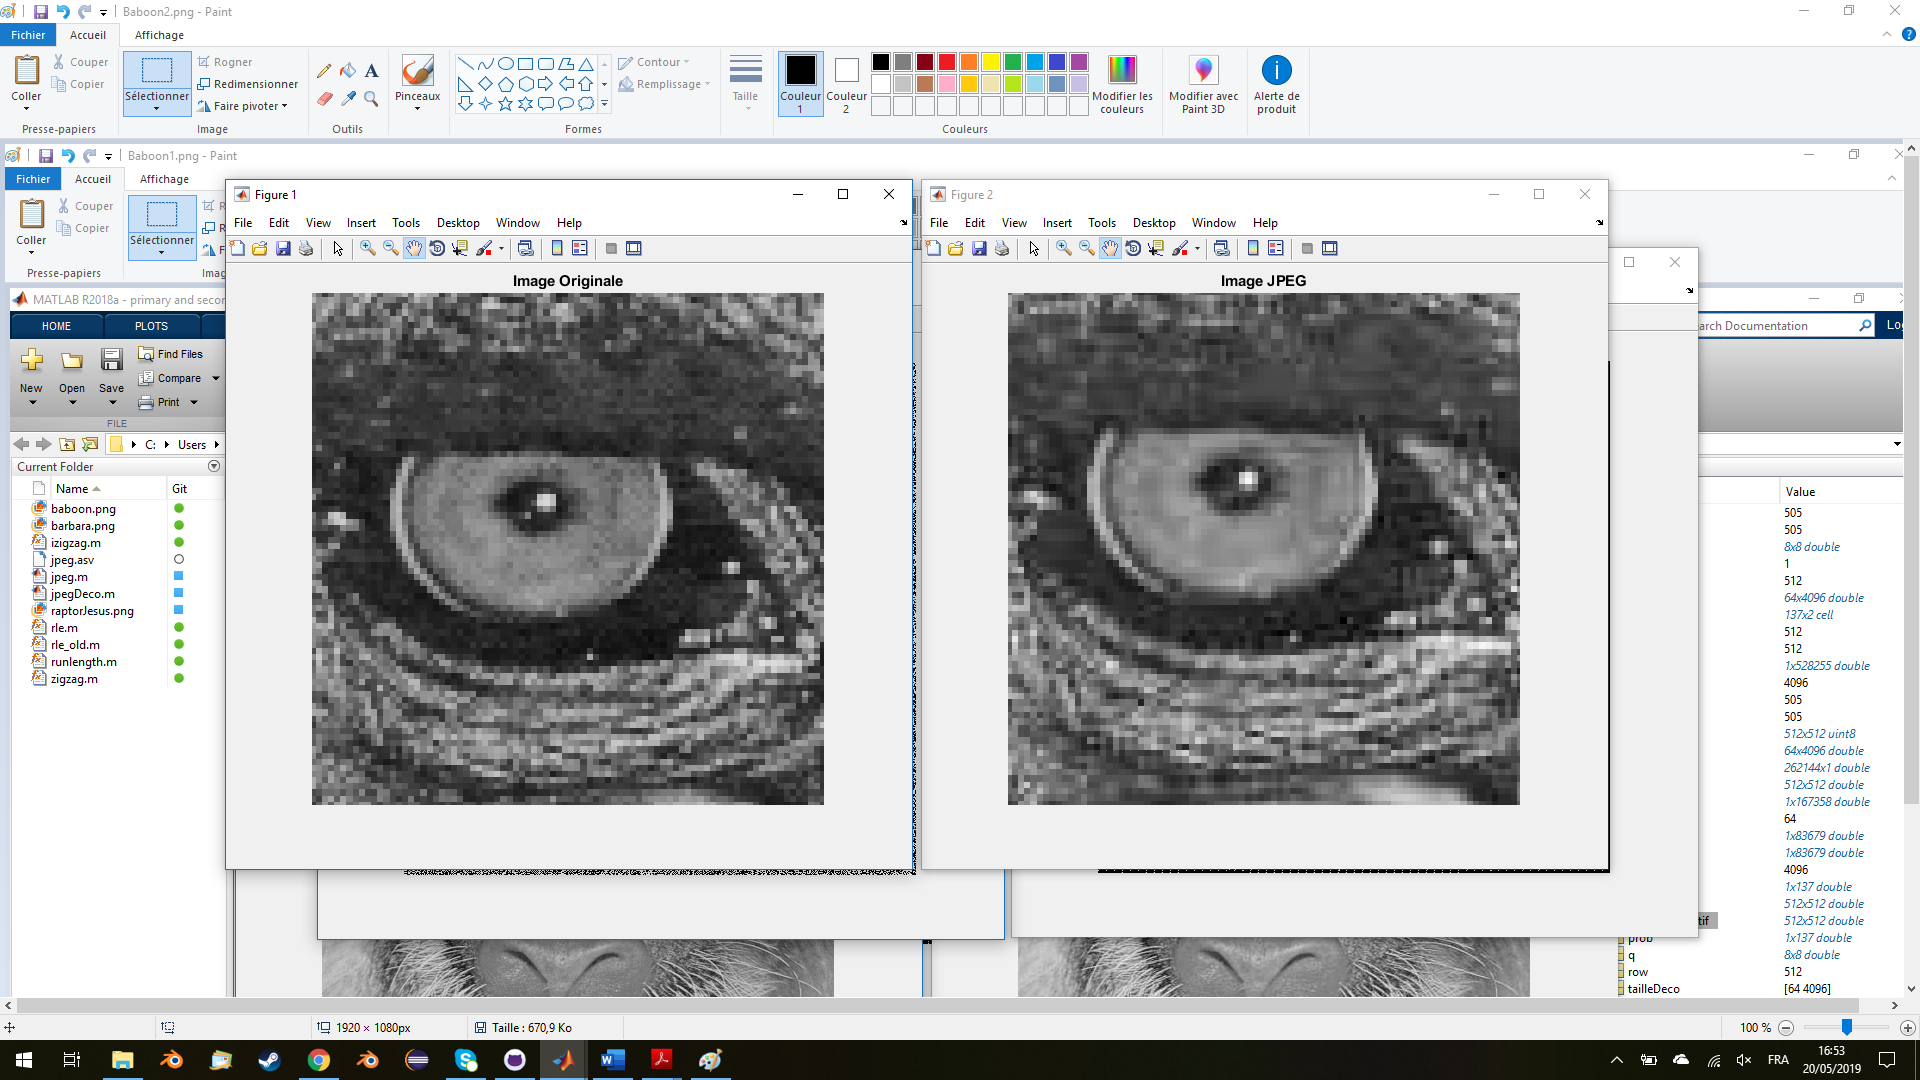 Baboon2.png - Paint
Fichier Accueil Affichage
Coller
Couper
Copier
Presse-papiers
Sélectionner
Rogner
Redimensionner
Faire pivoter
Image
A
Outils
Pinceaux
Contour
Remplissage
Formes
Taille
Couleur 1
Couleur 2
Couleurs
Modifier les couleurs
Modifier avec Paint 3D
Alerte de produit
Baboon1.png - Paint
Fichier Accueil Affichage
Coller
Couper
Copier
Presse-papiers
Sélectionner
Figure 1
File Edit View Insert Tools Desktop Window Help
Image Originale
Figure 2
File Edit View Insert Tools Desktop Window Help
Image JPEG
MATLAB R2018a - primary and secon
HOME PLOTS
New
Open
Save
Find Files
Compare
Print
FILE
C: Users
Current Folder
Name Git
baboon.png
barbara.png
izigzag.m
jpeg.asv
jpeg.m
jpegDeco.m
raptorJesus.png
rle.m
rle_old.m
runlength.m
zigzag.m
arch Documentation
Value
505
505
8x8 double
1
512
64x4096 double
137x2 cell
512
512
1x528255 double
4096
505
505
512x512 uint8
64x4096 double
262144x1 double
512x512 double
1x167358 double
64
1x83679 double
1x83679 double
4096
1x137 double
512x512 double
tif 512x512 double
prob 1x137 double
q 8x8 double
row 512
tailleDeco [64 4096]
1920 × 1080px
Taille : 670,9 Ko
100 %
FRA
16:53
20/05/2019